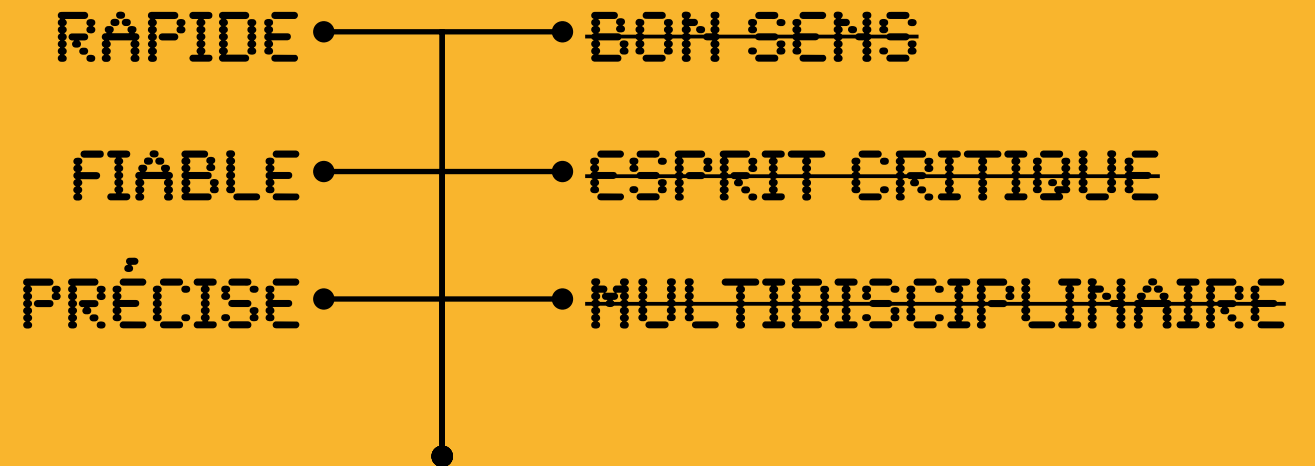 RAPIDE BON SENS
FIABLE ESPRIT CRITIQUE
PRÉCISE MULTIDISCIPLINAIRE